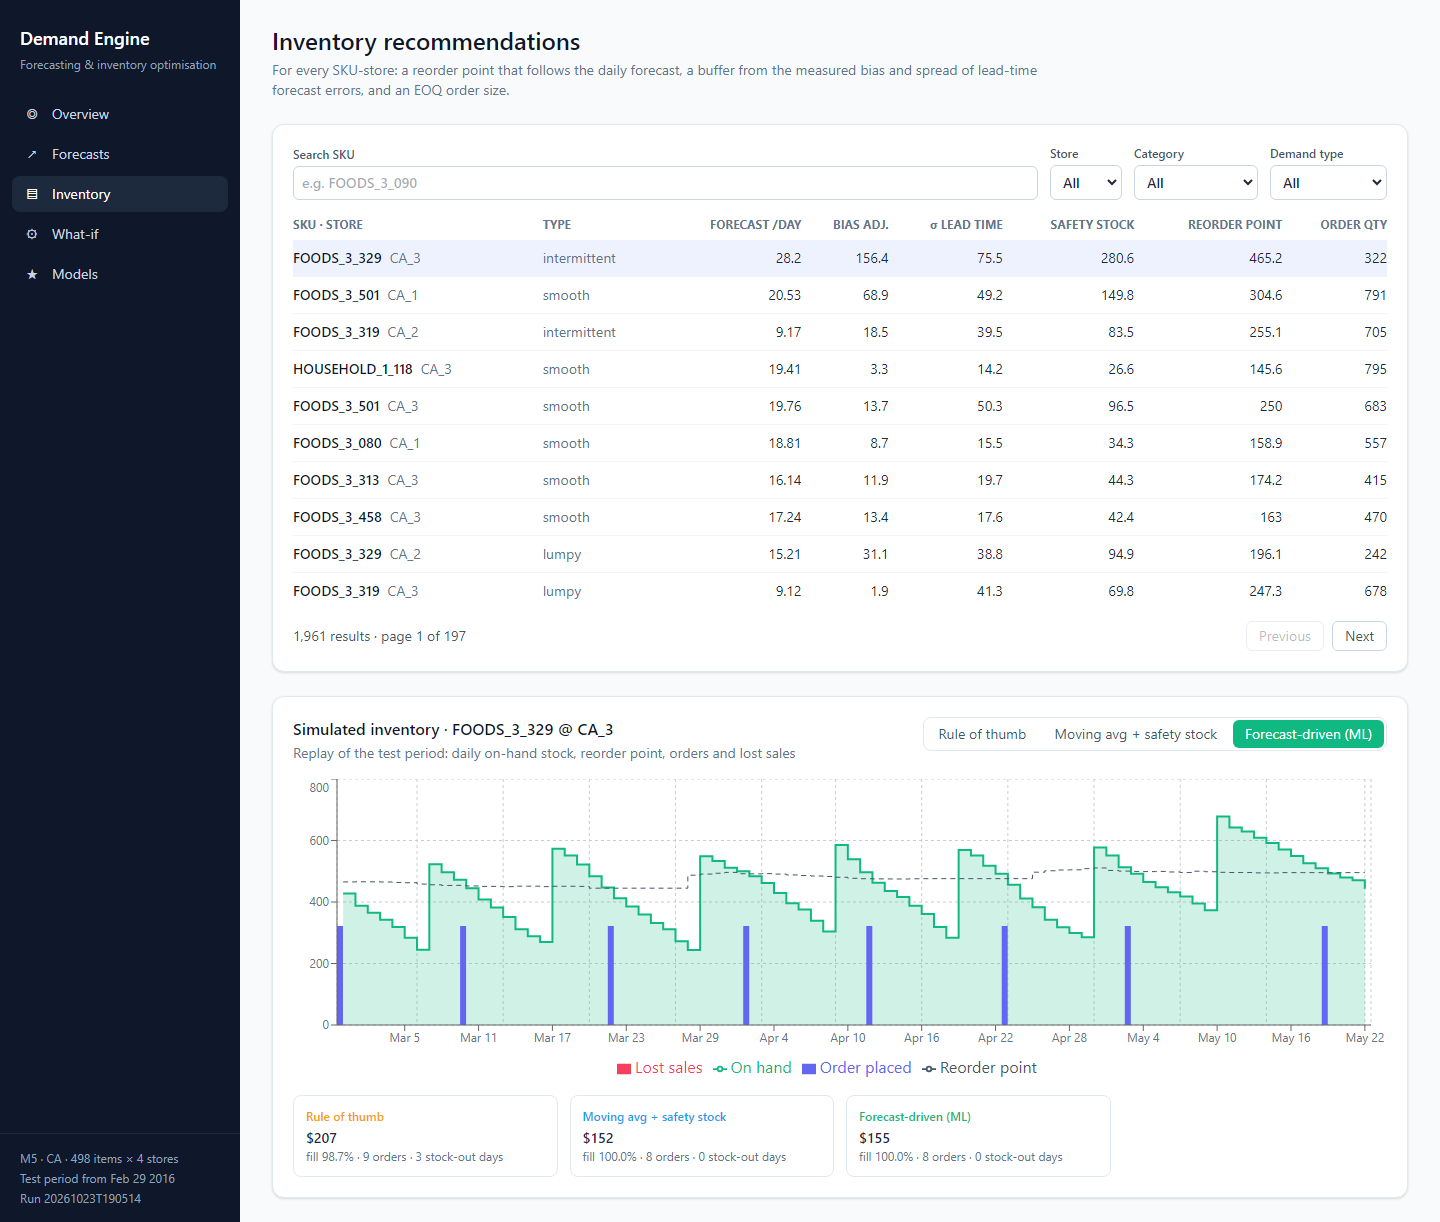 Demand Engine
Forecasting & inventory optimisation
Overview
Forecasts
Inventory
What-if
Models
M5 · CA · 498 items × 4 stores
Test period from Feb 29 2016
Run 20261023T190514
Inventory recommendations
For every SKU-store: a reorder point that follows the daily forecast, a buffer from the measured bias and spread of lead-time
forecast errors, and an EOQ order size.
Search SKU Store Category Demand type
e.g. FOODS_3_090 All All All
SKU · STORE TYPE FORECAST /DAY BIAS ADJ. σ LEAD TIME SAFETY STOCK REORDER POINT ORDER QTY
FOODS_3_329 CA_3 intermittent 28.2 156.4 75.5 280.6 465.2 322
FOODS_3_501 CA_1 smooth 20.53 68.9 49.2 149.8 304.6 791
FOODS_3_319 CA_2 intermittent 9.17 18.5 39.5 83.5 255.1 705
HOUSEHOLD_1_118 CA_3 smooth 19.41 3.3 14.2 26.6 145.6 795
FOODS_3_501 CA_3 smooth 19.76 13.7 50.3 96.5 250 683
FOODS_3_080 CA_1 smooth 18.81 8.7 15.5 34.3 158.9 557
FOODS_3_313 CA_3 smooth 16.14 11.9 19.7 44.3 174.2 415
FOODS_3_458 CA_3 smooth 17.24 13.4 17.6 42.4 163 470
FOODS_3_329 CA_2 lumpy 15.21 31.1 38.8 94.9 196.1 242
FOODS_3_319 CA_3 lumpy 9.12 1.9 41.3 69.8 247.3 678
1,961 results · page 1 of 197 Previous Next
Simulated inventory · FOODS_3_329 @ CA_3
Replay of the test period: daily on-hand stock, reorder point, orders and lost sales
Rule of thumb Moving avg + safety stock Forecast-driven (ML)
800
600
400
200
0
Mar 5 Mar 11 Mar 17 Mar 23 Mar 29 Apr 4 Apr 10 Apr 16 Apr 22 Apr 28 May 4 May 10 May 16 May 22
Lost sales On hand Order placed Reorder point
Rule of thumb
$207
fill 98.7% · 9 orders · 3 stock-out days
Moving avg + safety stock
$152
fill 100.0% · 8 orders · 0 stock-out days
Forecast-driven (ML)
$155
fill 100.0% · 8 orders · 0 stock-out days